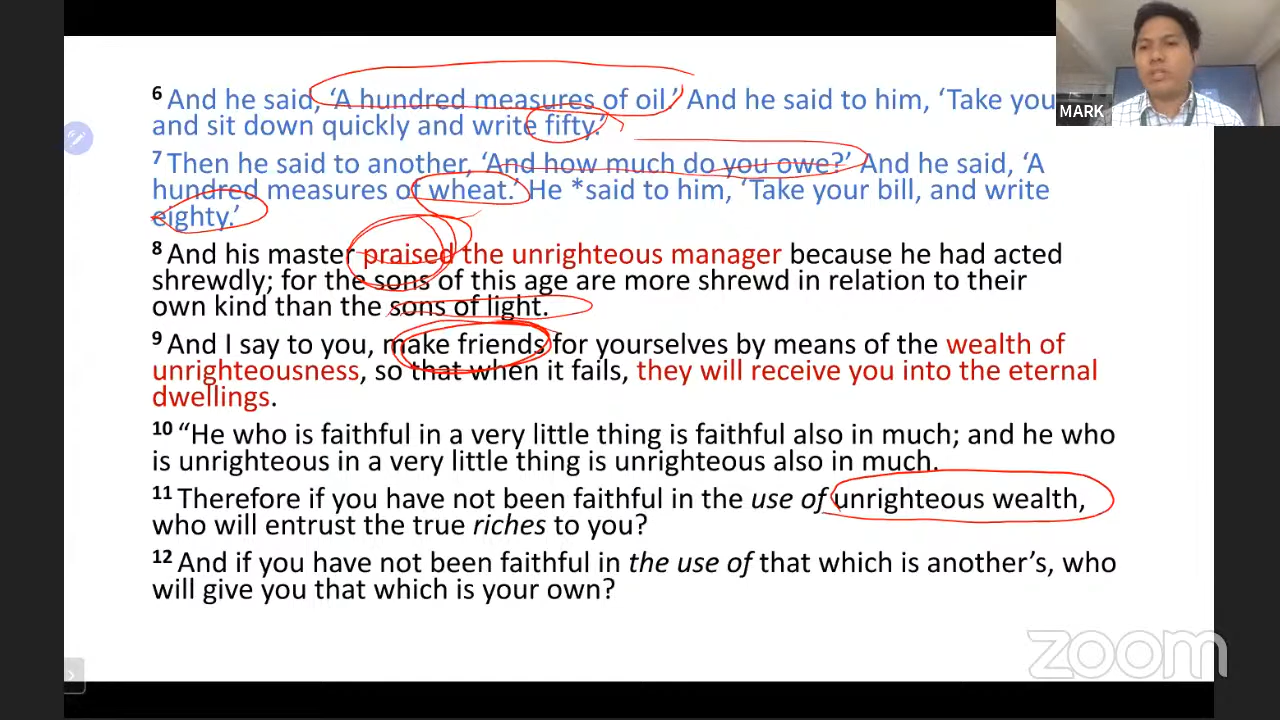 6 And he said, ‘A hundred measures of oil.’ And he said to him, ‘Take you
and sit down quickly and write fifty.’
7 Then he said to another, ‘And how much do you owe?’ And he said, ‘A
hundred measures of wheat.’ He *said to him, ‘Take your bill, and write
eighty.’
8 And his master praised the unrighteous manager because he had acted
shrewdly; for the sons of this age are more shrewd in relation to their
own kind than the sons of light.
9 And I say to you, make friends for yourselves by means of the wealth of
unrighteousness, so that when it fails, they will receive you into the eternal
dwellings.
10 “He who is faithful in a very little thing is faithful also in much; and he who
is unrighteous in a very little thing is unrighteous also in much.
11 Therefore if you have not been faithful in the use of unrighteous wealth,
who will entrust the true riches to you?
12 And if you have not been faithful in the use of that which is another’s, who
will give you that which is your own?
MARK
zoom